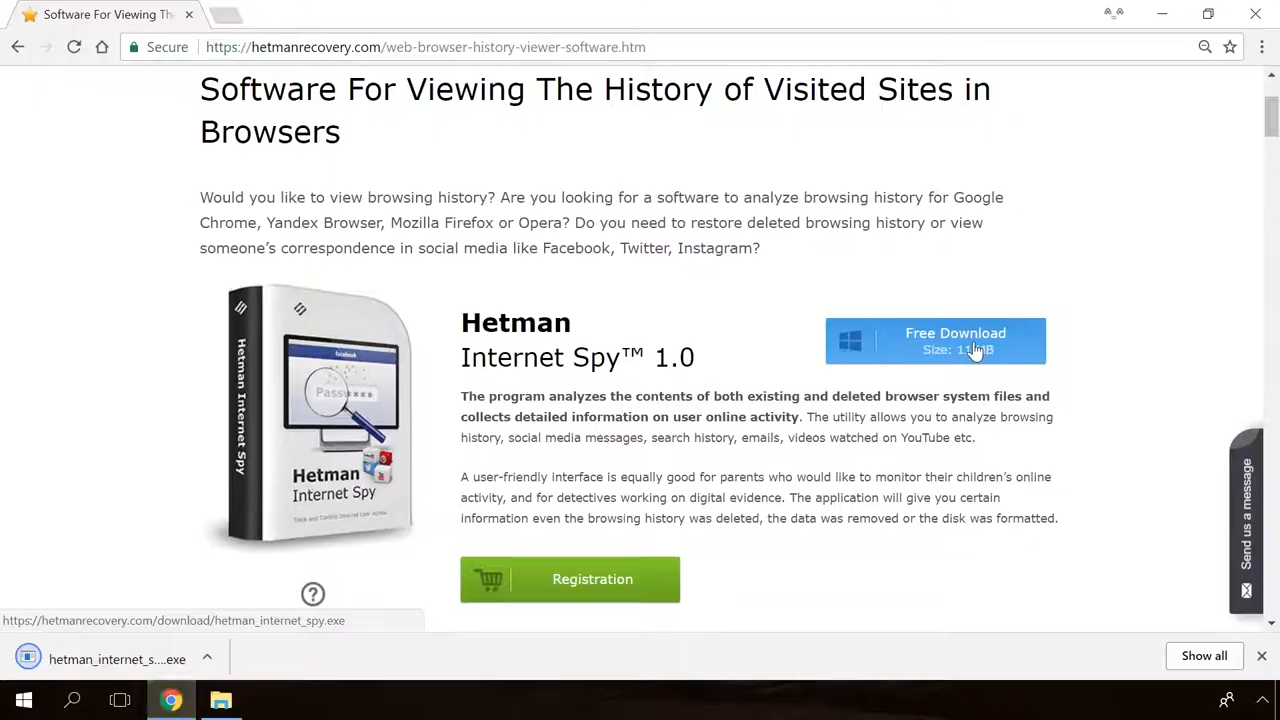 Software For Viewing Th
Secure
https://hetmanrecovery.com/web-browser-history-viewer-software.htm
Software For Viewing The History of Visited Sites in
Browsers
Would you like to view browsing history? Are you looking for a software to analyze browsing history for Google
Chrome, Yandex Browser, Mozilla Firefox or Opera? Do you need to restore deleted browsing history or view
someone’s correspondence in social media like Facebook, Twitter, Instagram?
facebook
Hetman Internet Spy
Hetman
Internet Spy
Hetman
Internet Spy™ 1.0
Free Download
Size:
The program analyzes the contents of both existing and deleted browser system files and
collects detailed information on user online activity. The utility allows you to analyze browsing
history, social media messages, search history, emails, videos watched on YouTube etc.
A user-friendly interface is equally good for parents who would like to monitor their children’s online
activity, and for detectives working on digital evidence. The application will give you certain
information even the browsing history was deleted, the data was removed or the disk was formatted.
Registration
Send us a message
https://hetmanrecovery.com/download/hetman_internet_spy.exe
hetman_internet_s....exe
Show all